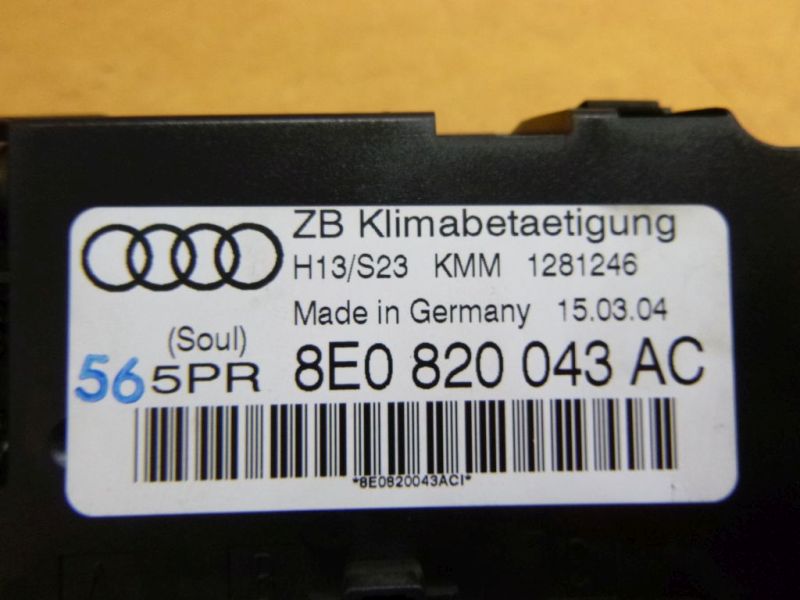 ZB Klimabetaetigung
H13/S23 KMM 1281246
Made in Germany 15.03.04
(Soul)
56 5PR 8E0 820 043 AC
*8E0820043ACI*